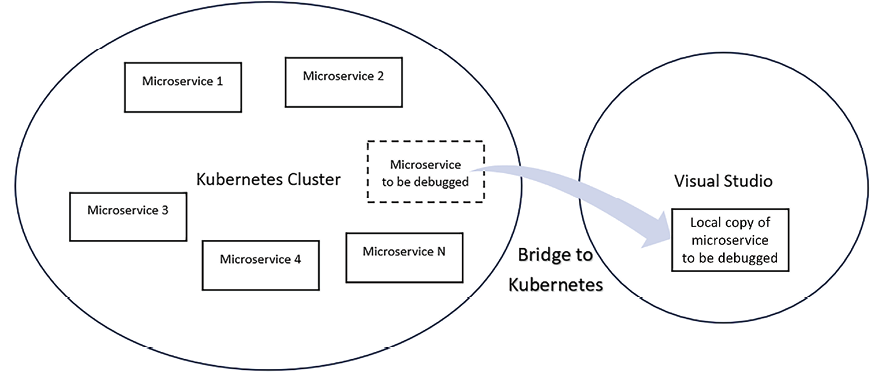 Microservice 1
Microservice 2
Kubernetes Cluster
Microservice
to be debugged
Microservice 3
Microservice 4
Microservice N
Bridge to
Kubernetes
Visual Studio
Local copy of
microservice
to be debugged